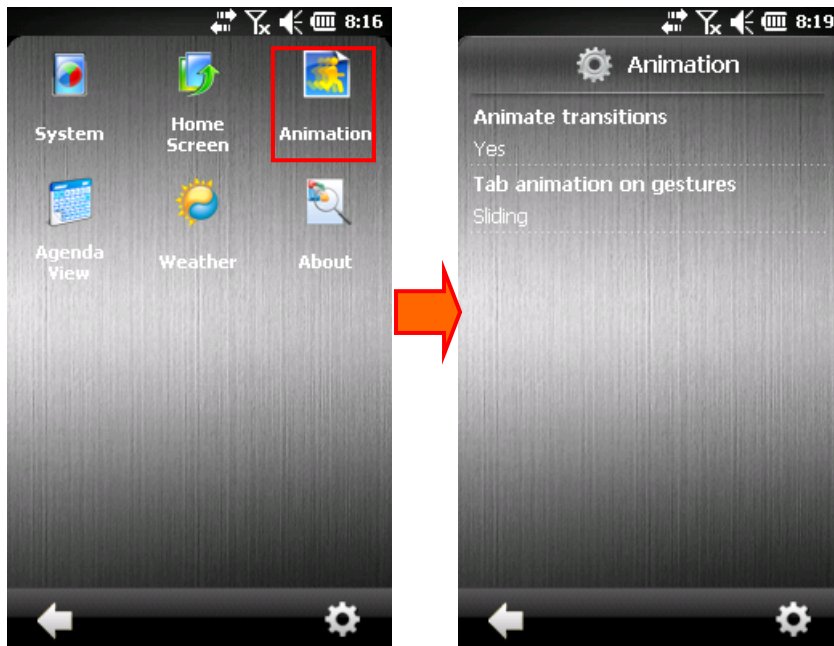 8:16
System
Home
Screen
Animation
Agenda
View
Weather
About
8:19
Animation
Animate transitions
Yes
Tab animation on gestures
Sliding